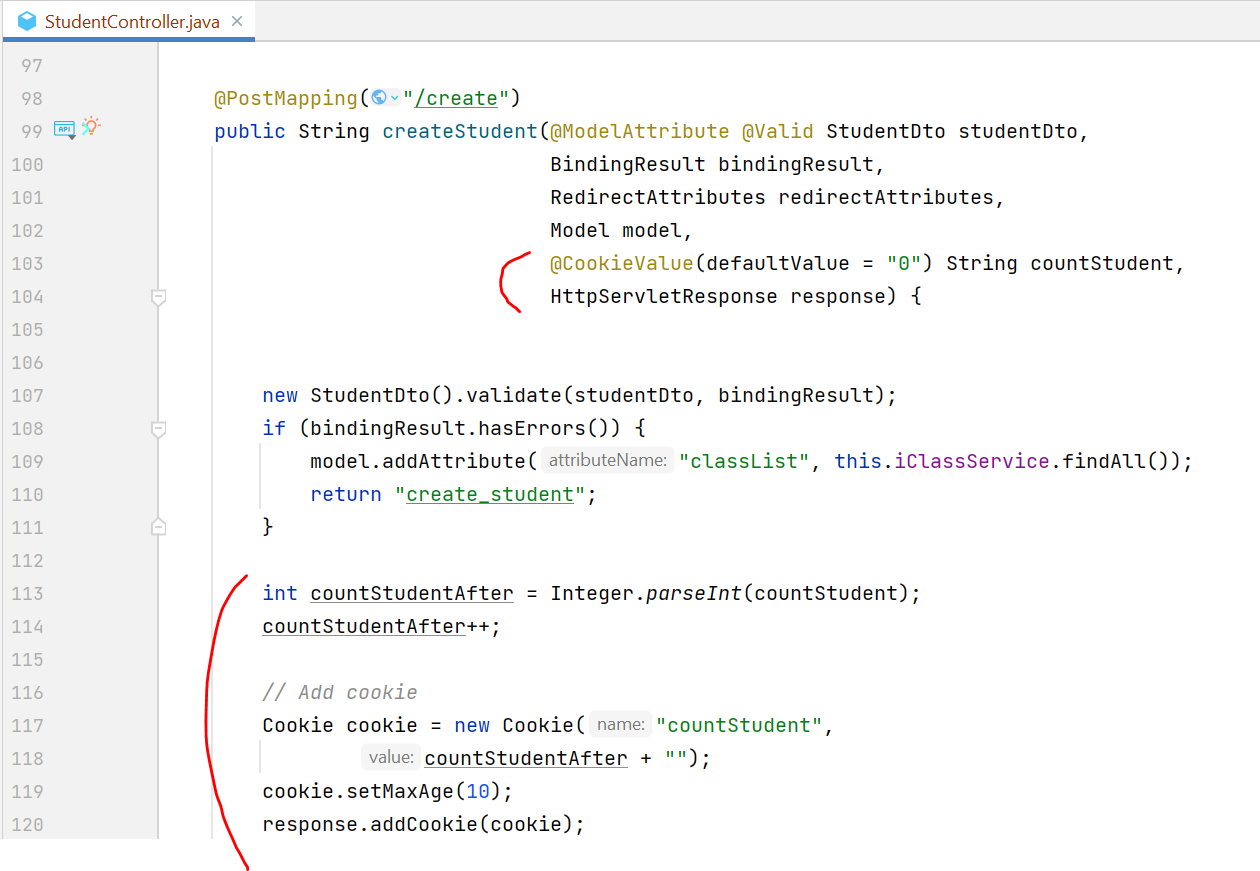 StudentController.java ×
97
98 @PostMapping("/create")
99 API public String createStudent(@ModelAttribute @Valid StudentDto studentDto,
100 BindingResult bindingResult,
101 RedirectAttributes redirectAttributes,
102 Model model,
103 @CookieValue(defaultValue = "0") String countStudent,
104 HttpServletResponse response) {
105
106
107 new StudentDto().validate(studentDto, bindingResult);
108 if (bindingResult.hasErrors()) {
109 model.addAttribute( attributeName: "classList", this.iClassService.findAll());
110 return "create_student";
111 }
112
113 int countStudentAfter = Integer.parseInt(countStudent);
114 countStudentAfter++;
115
116 // Add cookie
117 Cookie cookie = new Cookie( name: "countStudent",
118 value: countStudentAfter + "");
119 cookie.setMaxAge(10);
120 response.addCookie(cookie);